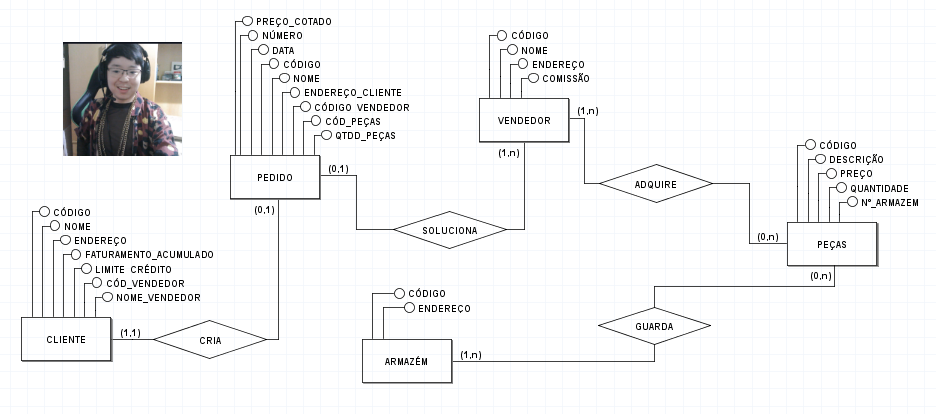 PREÇO_COTADO
NÚMERO
DATA
CÓDIGO
NOME
ENDEREÇO_CLIENTE
CÓDIGO VENDEDOR
CÓD_PEÇAS
QTDD_PEÇAS
PEDIDO
(0,1)
(0,1)
CÓDIGO
NOME
ENDEREÇO
COMISSÃO
VENDEDOR
(1,n)
(1,n)
ADQUIRE
SOLUCIONA
CÓDIGO
DESCRIÇÃO
PREÇO
QUANTIDADE
Nº_ARMAZEM
PEÇAS
(0,n)
(0,n)
CÓDIGO
NOME
ENDEREÇO
FATURAMENTO_ACUMULADO
LIMITE CRÉDITO
CÓD_VENDEDOR
NOME_VENDEDOR
CLIENTE
(1,1)
CRIA
CÓDIGO
ENDEREÇO
ARMAZÉM
(1,n)
GUARDA